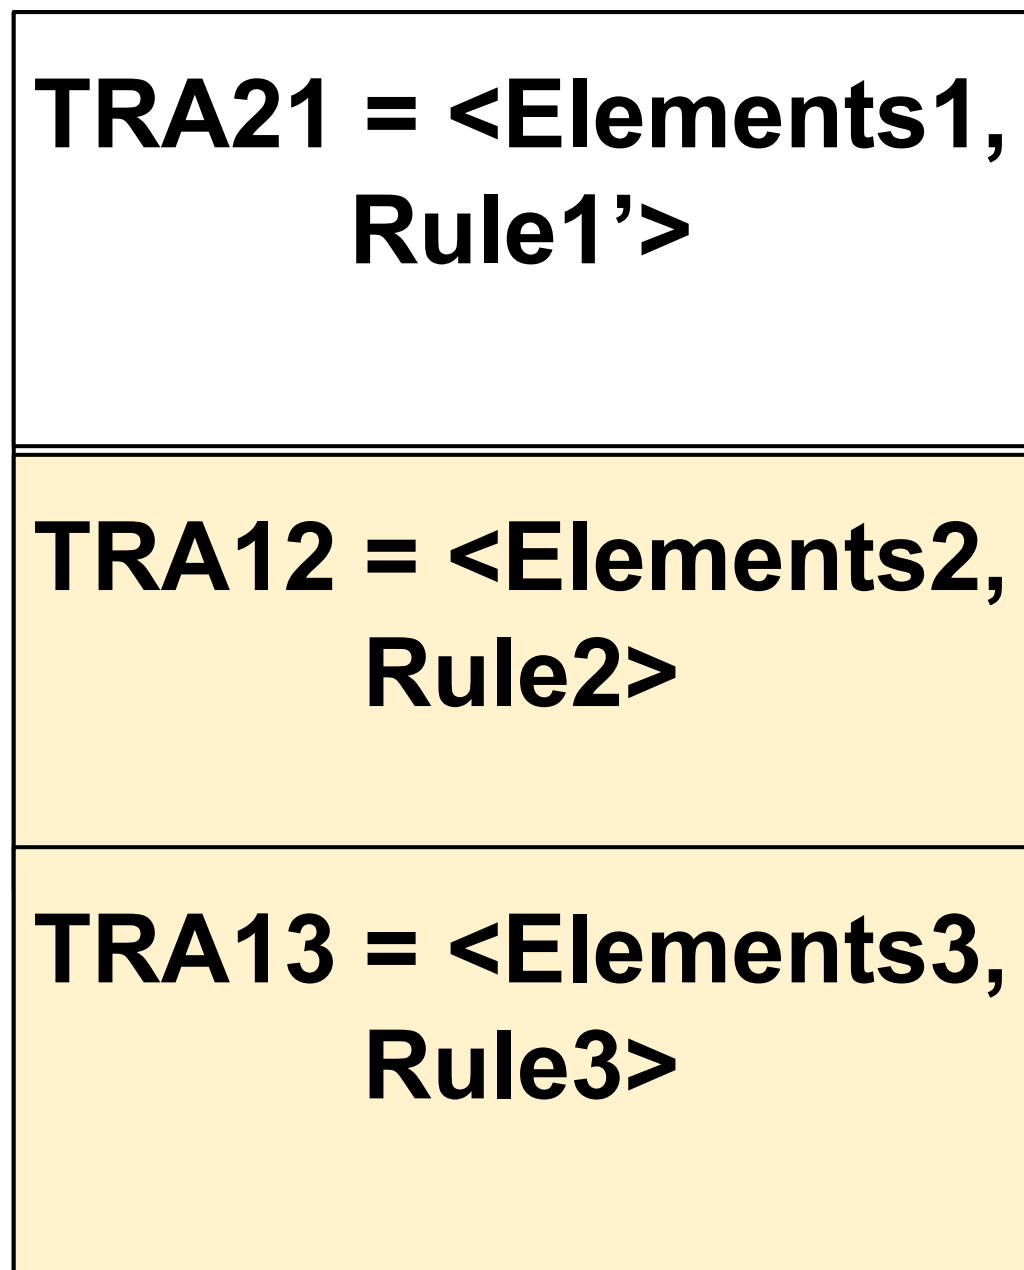 TRA21 = <Elements1,
Rule1’>
TRA12 = <Elements2,
Rule2>
TRA13 = <Elements3,
Rule3>